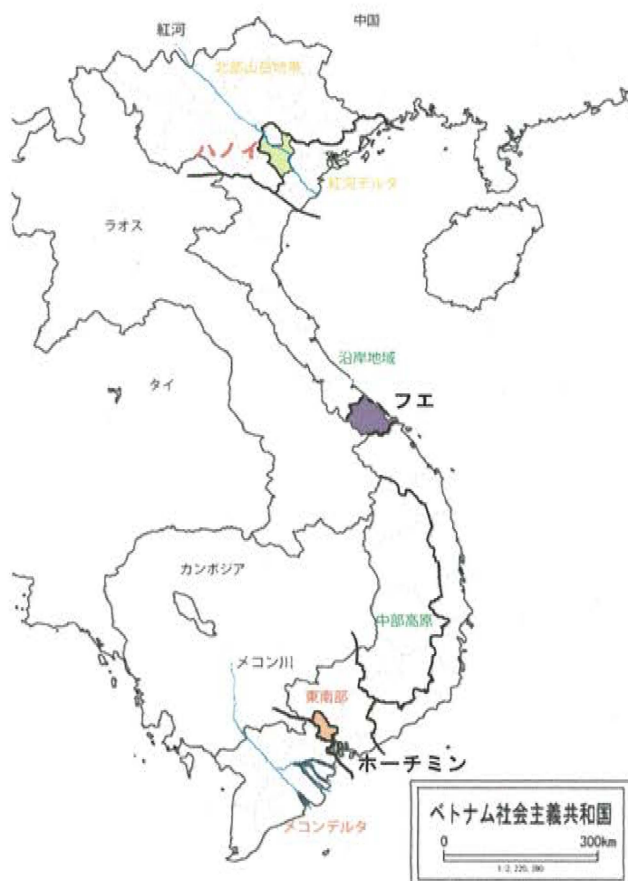 中国
紅河
北部山岳地帯
ハノイ
紅河デルタ
ラオス
沿岸地域
タイ
フエ
カンボジア
中部高原
メコン川
東南部
ホーチミン
メコンデルタ
ベトナム社会主義共和国
0 300km